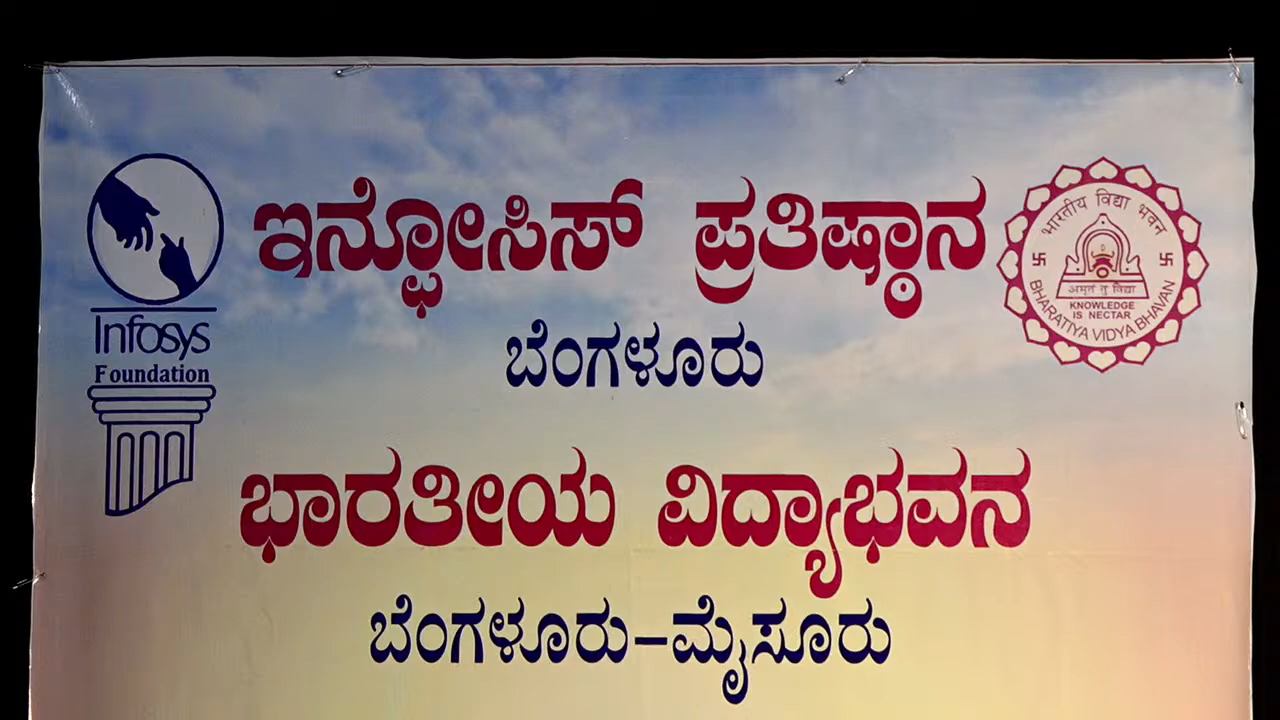 ಇನ್ಫೋಸಿಸ್ ಪ್ರತಿಷ್ಠಾನ
ಬೆಂಗಳೂರು
Infosys
Foundation
भारतीय विद्या भवन
अमृतं तु विद्या
KNOWLEDGE
IS NECTAR
BHARATIYA VIDYA BHAVAN
ಭಾರತೀಯ ವಿದ್ಯಾಭವನ
ಬೆಂಗಳೂರು–ಮೈಸೂರು